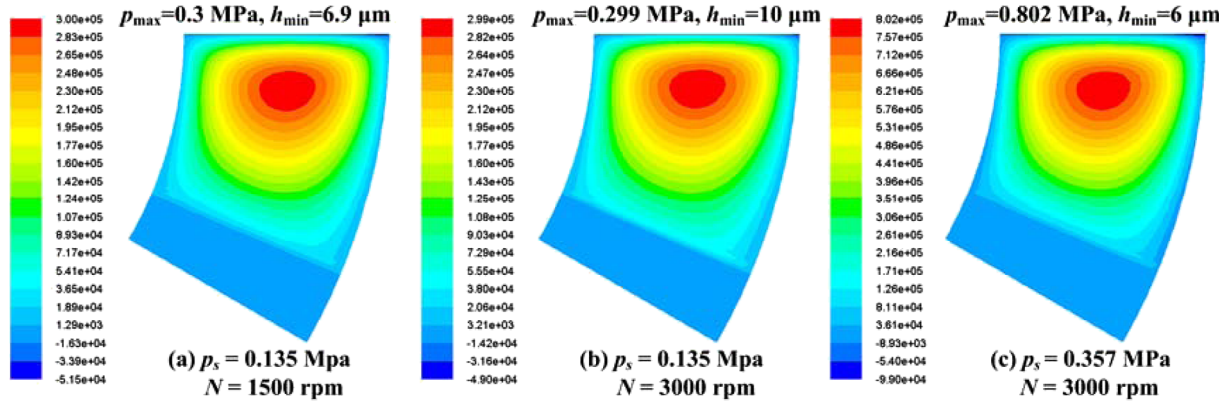 p_max=0.3 MPa, h_min=6.9 μm
3.00e+05
2.83e+05
2.65e+05
2.48e+05
2.30e+05
2.12e+05
1.95e+05
1.77e+05
1.60e+05
1.42e+05
1.24e+05
1.07e+05
8.93e+04
7.17e+04
5.41e+04
3.65e+04
1.89e+04
1.29e+03
-1.63e+04
-3.39e+04
-5.15e+04
(a) p_s = 0.135 Mpa
N = 1500 rpm
p_max=0.299 MPa, h_min=10 μm
2.99e+05
2.82e+05
2.64e+05
2.47e+05
2.30e+05
2.12e+05
1.95e+05
1.77e+05
1.60e+05
1.42e+05
1.25e+05
1.08e+05
9.03e+04
7.29e+04
5.55e+04
3.80e+04
2.06e+04
3.21e+03
-1.42e+04
-3.16e+04
-4.90e+04
(b) p_s = 0.135 Mpa
N = 3000 rpm
p_max=0.802 MPa, h_min=6 μm
8.02e+05
7.57e+05
7.12e+05
6.66e+05
6.21e+05
5.76e+05
5.31e+05
4.86e+05
4.41e+05
3.96e+05
3.51e+05
3.06e+05
2.61e+05
2.16e+05
1.71e+05
1.26e+05
8.11e+04
3.61e+04
-8.93e+03
-5.40e+04
-9.90e+04
(c) p_s = 0.357 MPa
N = 3000 rpm